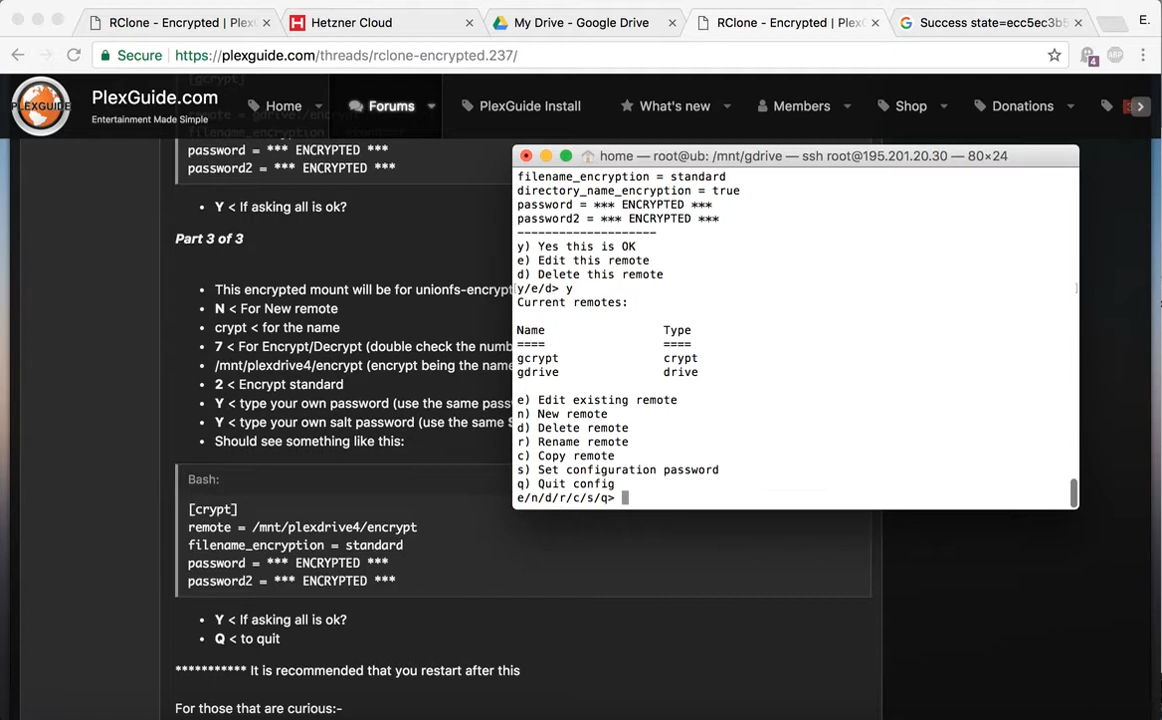 RClone - Encrypted | PlexG
Hetzner Cloud
My Drive - Google Drive
RClone - Encrypted | PlexG
Success state=ecc5ec3b5
E.
Secure
https://plexguide.com/threads/rclone-encrypted.237/
4
ABP
PLEXGUIDE
PlexGuide.com
Entertainment Made Simple
Home
Forums
PlexGuide Install
What's new
Members
Shop
Donations
[gcrypt]
password = *** ENCRYPTED ***
password2 = *** ENCRYPTED ***
Y < If asking all is ok?
Part 3 of 3
This encrypted mount will be for unionfs-encrypt
N < For New remote
crypt < for the name
7 < For Encrypt/Decrypt (double check the numb
/mnt/plexdrive4/encrypt (encrypt being the name
2 < Encrypt standard
Y < type your own password (use the same pass
Y < type your own salt password (use the same S
Should see something like this:
Bash:
[crypt]
remote = /mnt/plexdrive4/encrypt
filename_encryption = standard
password = *** ENCRYPTED ***
password2 = *** ENCRYPTED ***
Y < If asking all is ok?
Q < to quit
*********** It is recommended that you restart after this
For those that are curious:-
home — root@ub: /mnt/gdrive — ssh root@195.201.20.30 — 80×24
filename_encryption = standard
directory_name_encryption = true
password = *** ENCRYPTED ***
password2 = *** ENCRYPTED ***
--------------------
y) Yes this is OK
e) Edit this remote
d) Delete this remote
y/e/d> y
Current remotes:
Name Type
==== ====
gcrypt crypt
gdrive drive
e) Edit existing remote
n) New remote
d) Delete remote
r) Rename remote
c) Copy remote
s) Set configuration password
q) Quit config
e/n/d/r/c/s/q>